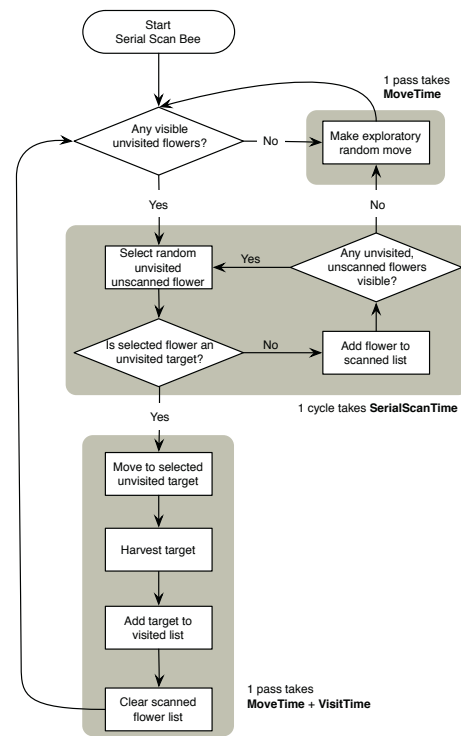 Start
Serial Scan Bee
1 pass takes
MoveTime
Any visible
unvisited flowers?
No
Make exploratory
random move
Yes
No
Select random
unvisited
unscanned flower
Yes
Any unvisited,
unscanned flowers
visible?
Is selected flower an
unvisited target?
No
Add flower to
scanned list
1 cycle takes SerialScanTime
Yes
Move to selected
unvisited target
Harvest target
Add target to
visited list
Clear scanned
flower list
1 pass takes
MoveTime + VisitTime